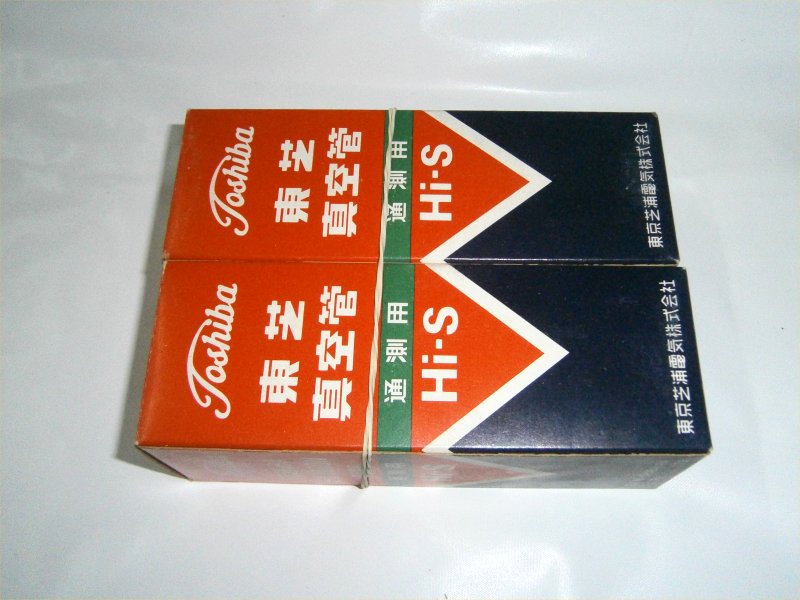 Toshiba
東芝
真空管
通測用
Hi-S
東京芝浦電気株式会社
Toshiba
東芝
真空管
通測用
Hi-S
東京芝浦電気株式会社